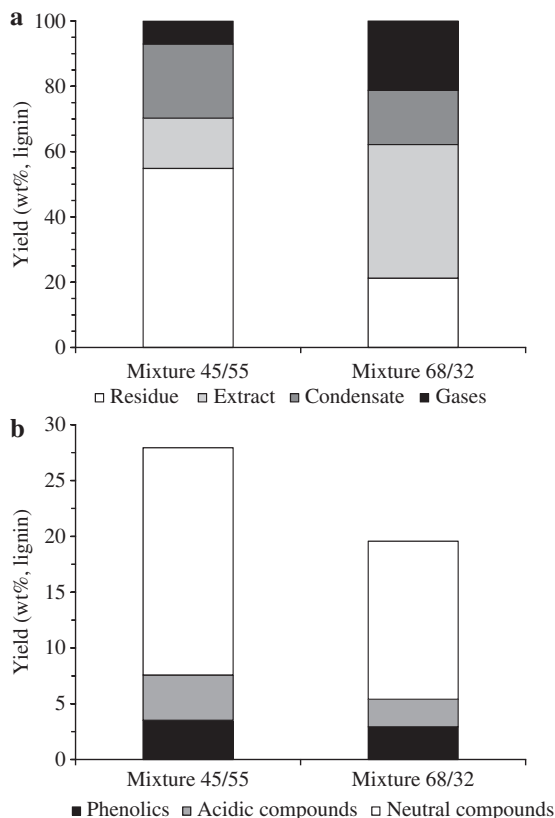 a
Yield (wt%, lignin)
100
80
60
40
20
0
Mixture 45/55 Mixture 68/32
Residue Extract Condensate Gases
b
Yield (wt%, lignin)
30
25
20
15
10
5
0
Mixture 45/55 Mixture 68/32
Phenolics Acidic compounds Neutral compounds